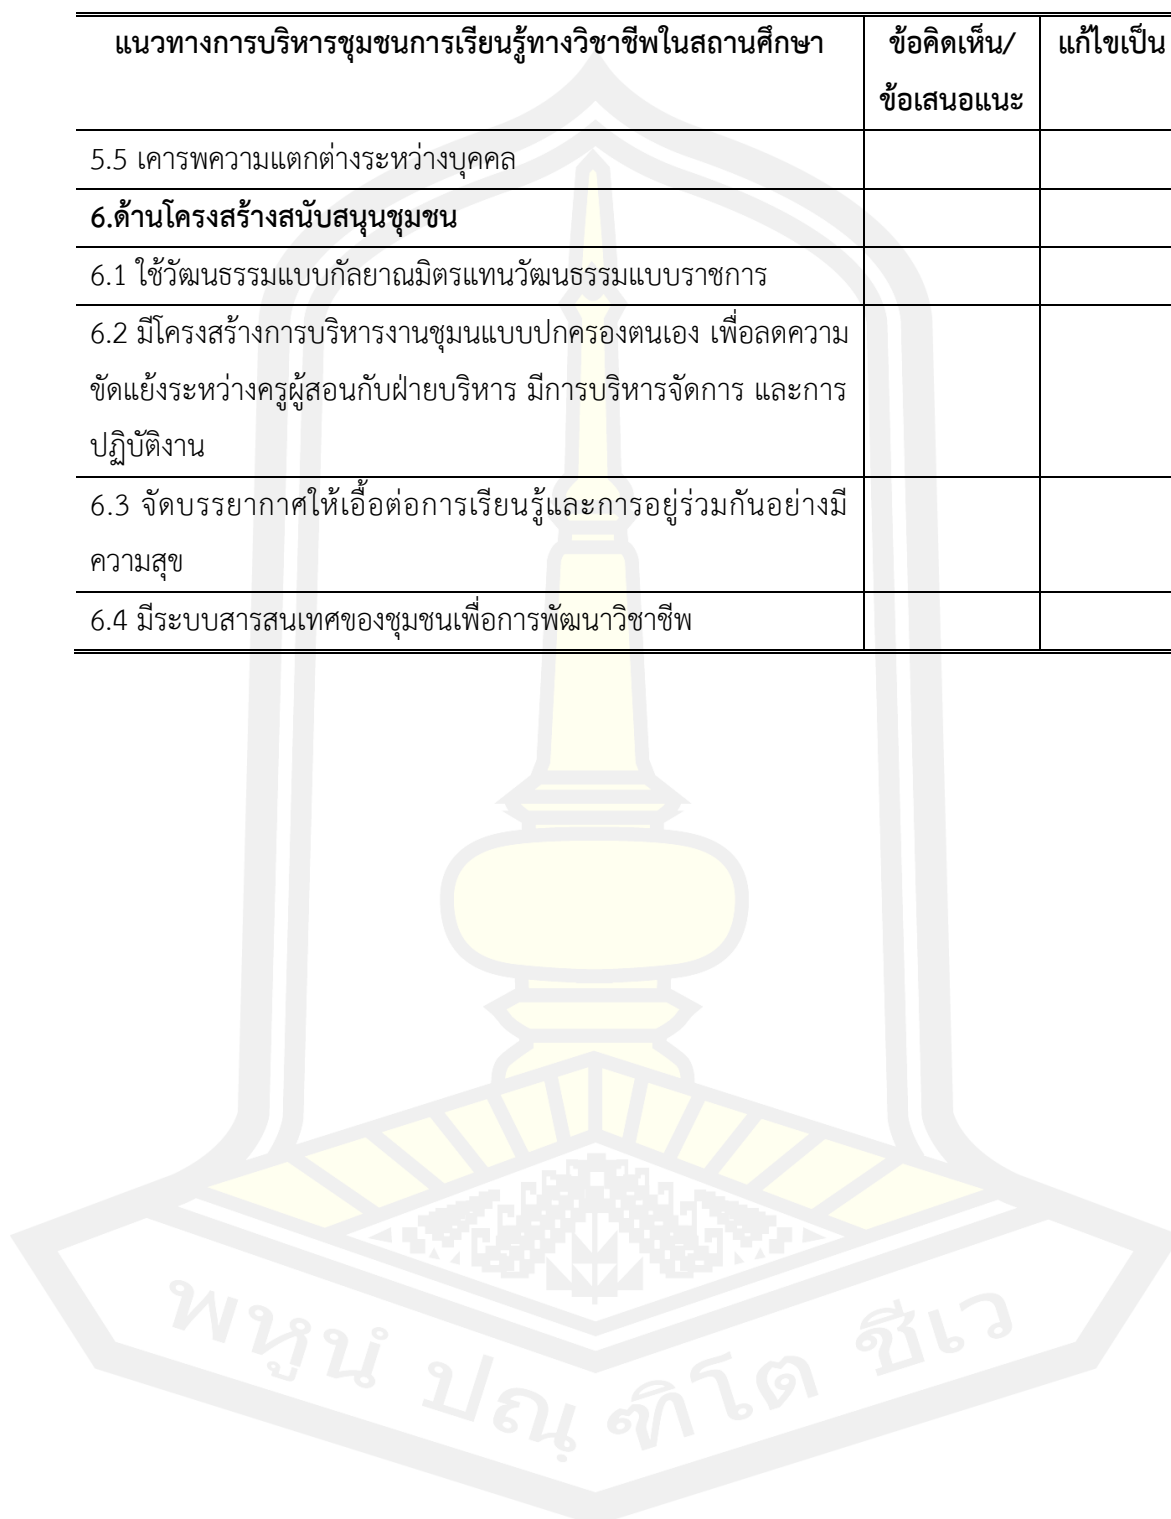 แนวทางการบริหารชุมชนการเรียนรู้ทางวิชาชีพในสถานศึกษา ข้อคิดเห็น/ แก้ไขเป็น
ข้อเสนอแนะ
5.5 เคารพความแตกต่างระหว่างบุคคล
6.ด้านโครงสร้างสนับสนุนชุมชน
6.1 ใช้วัฒนธรรมแบบกัลยาณมิตรแทนวัฒนธรรมแบบราชการ
6.2 มีโครงสร้างการบริหารงานชุมนแบบปกครองตนเอง เพื่อลดความ
ขัดแย้งระหว่างครูผู้สอนกับฝ่ายบริหาร มีการบริหารจัดการ และการ
ปฏิบัติงาน
6.3 จัดบรรยากาศให้เอื้อต่อการเรียนรู้และการอยู่ร่วมกันอย่างมี
ความสุข
6.4 มีระบบสารสนเทศของชุมชนเพื่อการพัฒนาวิชาชีพ
พหูนํ ปณฺฑิโต ชีเว